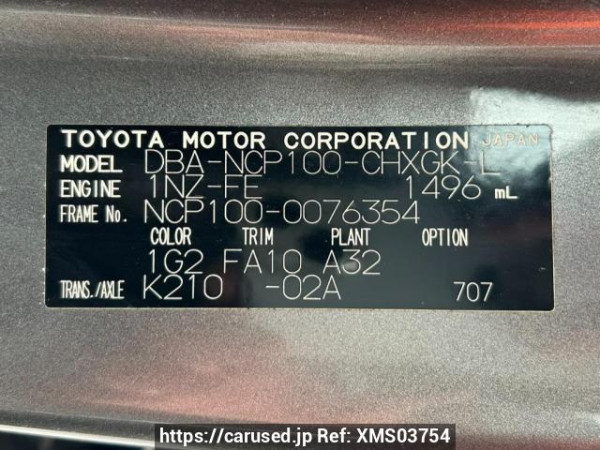 TOYOTA MOTOR CORPORATION JAPAN
MODEL DBA-NCP100-CHXGK-L
ENGINE 1NZ-FE 1496 mL
FRAME No. NCP100-0076354
COLOR TRIM PLANT OPTION
1G2 FA10 A32
TRANS./AXLE K210 -02A 707
https://carused.jp Ref: XMS03754